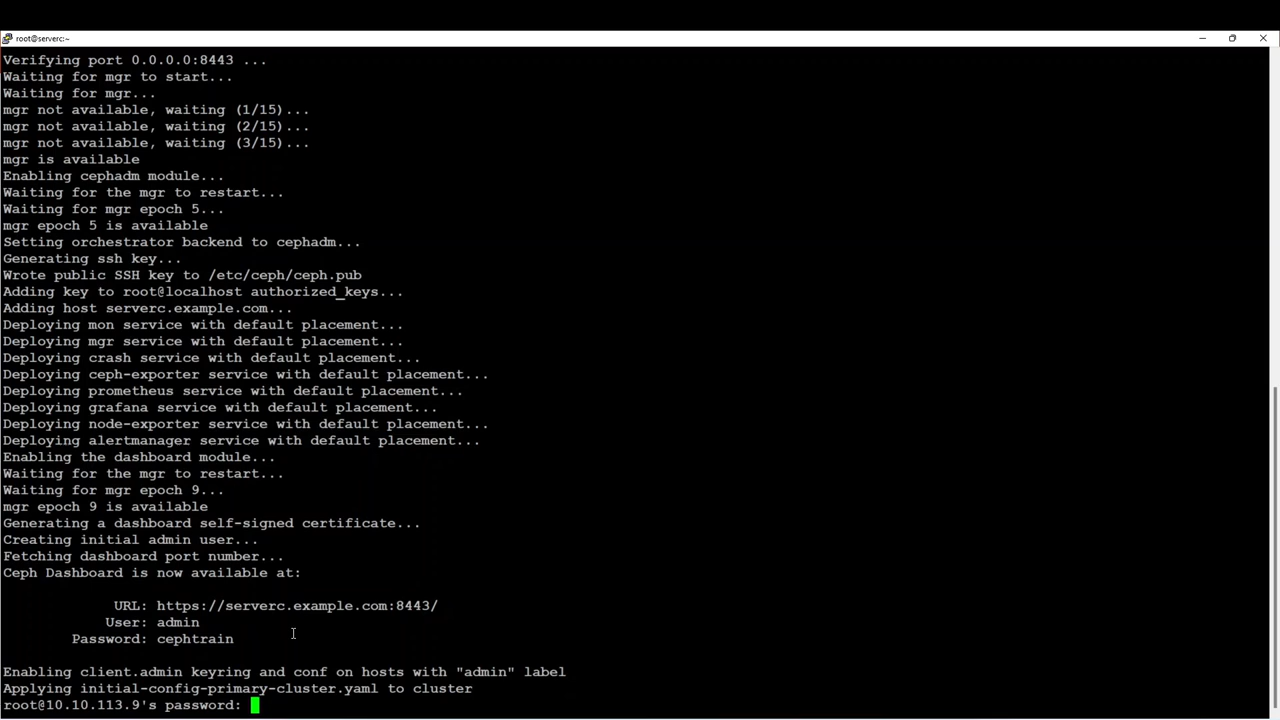 root@serverc:~
Verifying port 0.0.0.0:8443 ...
Waiting for mgr to start...
Waiting for mgr...
mgr not available, waiting (1/15)...
mgr not available, waiting (2/15)...
mgr not available, waiting (3/15)...
mgr is available
Enabling cephadm module...
Waiting for the mgr to restart...
Waiting for mgr epoch 5...
mgr epoch 5 is available
Setting orchestrator backend to cephadm...
Generating ssh key...
Wrote public SSH key to /etc/ceph/ceph.pub
Adding key to root@localhost authorized_keys...
Adding host serverc.example.com...
Deploying mon service with default placement...
Deploying mgr service with default placement...
Deploying crash service with default placement...
Deploying ceph-exporter service with default placement...
Deploying prometheus service with default placement...
Deploying grafana service with default placement...
Deploying node-exporter service with default placement...
Deploying alertmanager service with default placement...
Enabling the dashboard module...
Waiting for the mgr to restart...
Waiting for mgr epoch 9...
mgr epoch 9 is available
Generating a dashboard self-signed certificate...
Creating initial admin user...
Fetching dashboard port number...
Ceph Dashboard is now available at:
URL: https://serverc.example.com:8443/
User: admin
Password: cephtrain
Enabling client.admin keyring and conf on hosts with "admin" label
Applying initial-config-primary-cluster.yaml to cluster
root@10.10.113.9's password: